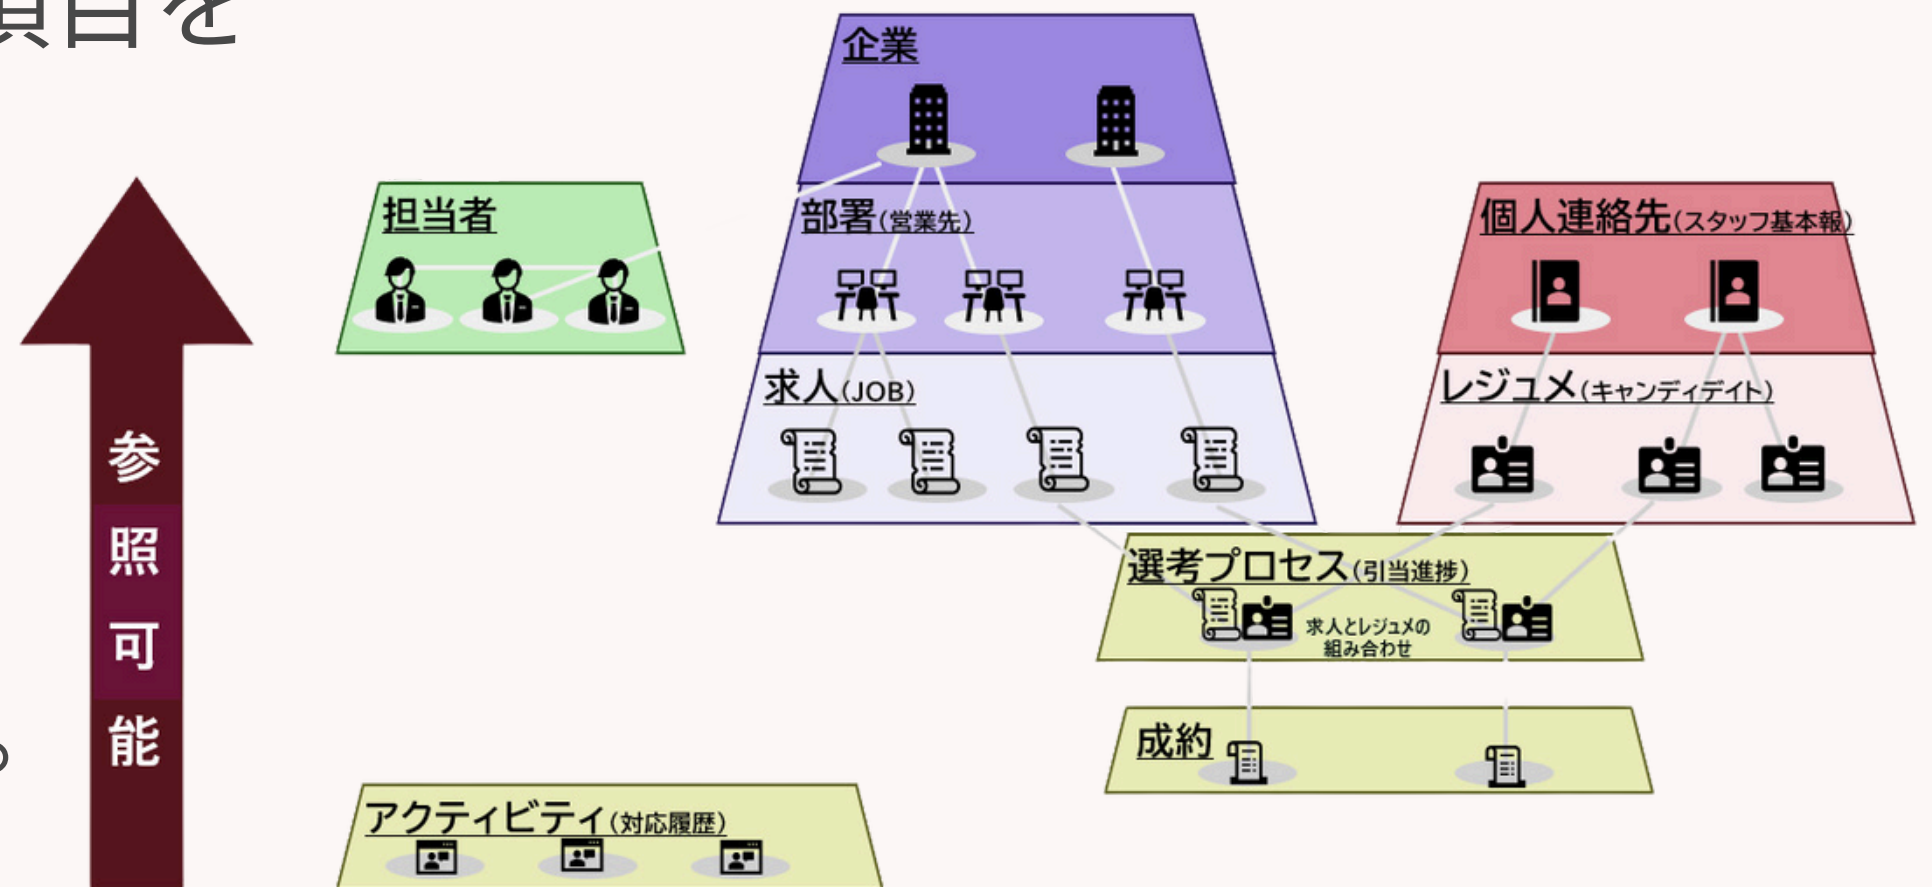 項目を
企業
担当者
部署(営業先)
個人連絡先(スタッフ基本報)
求人(JOB)
レジュメ(キャンディデイト)
参照可能
選考プロセス(引当進捗)
求人とレジュメの
組み合わせ
成約
アクティビティ(対応履歴)